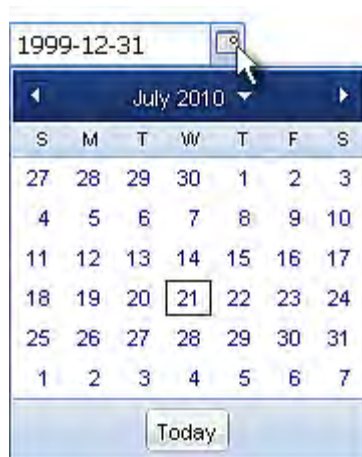 1999-12-31
July 2010
S M T W T F S
27 28 29 30 1 2 3
4 5 6 7 8 9 10
11 12 13 14 15 16 17
18 19 20 21 22 23 24
25 26 27 28 29 30 31
1 2 3 4 5 6 7
Today